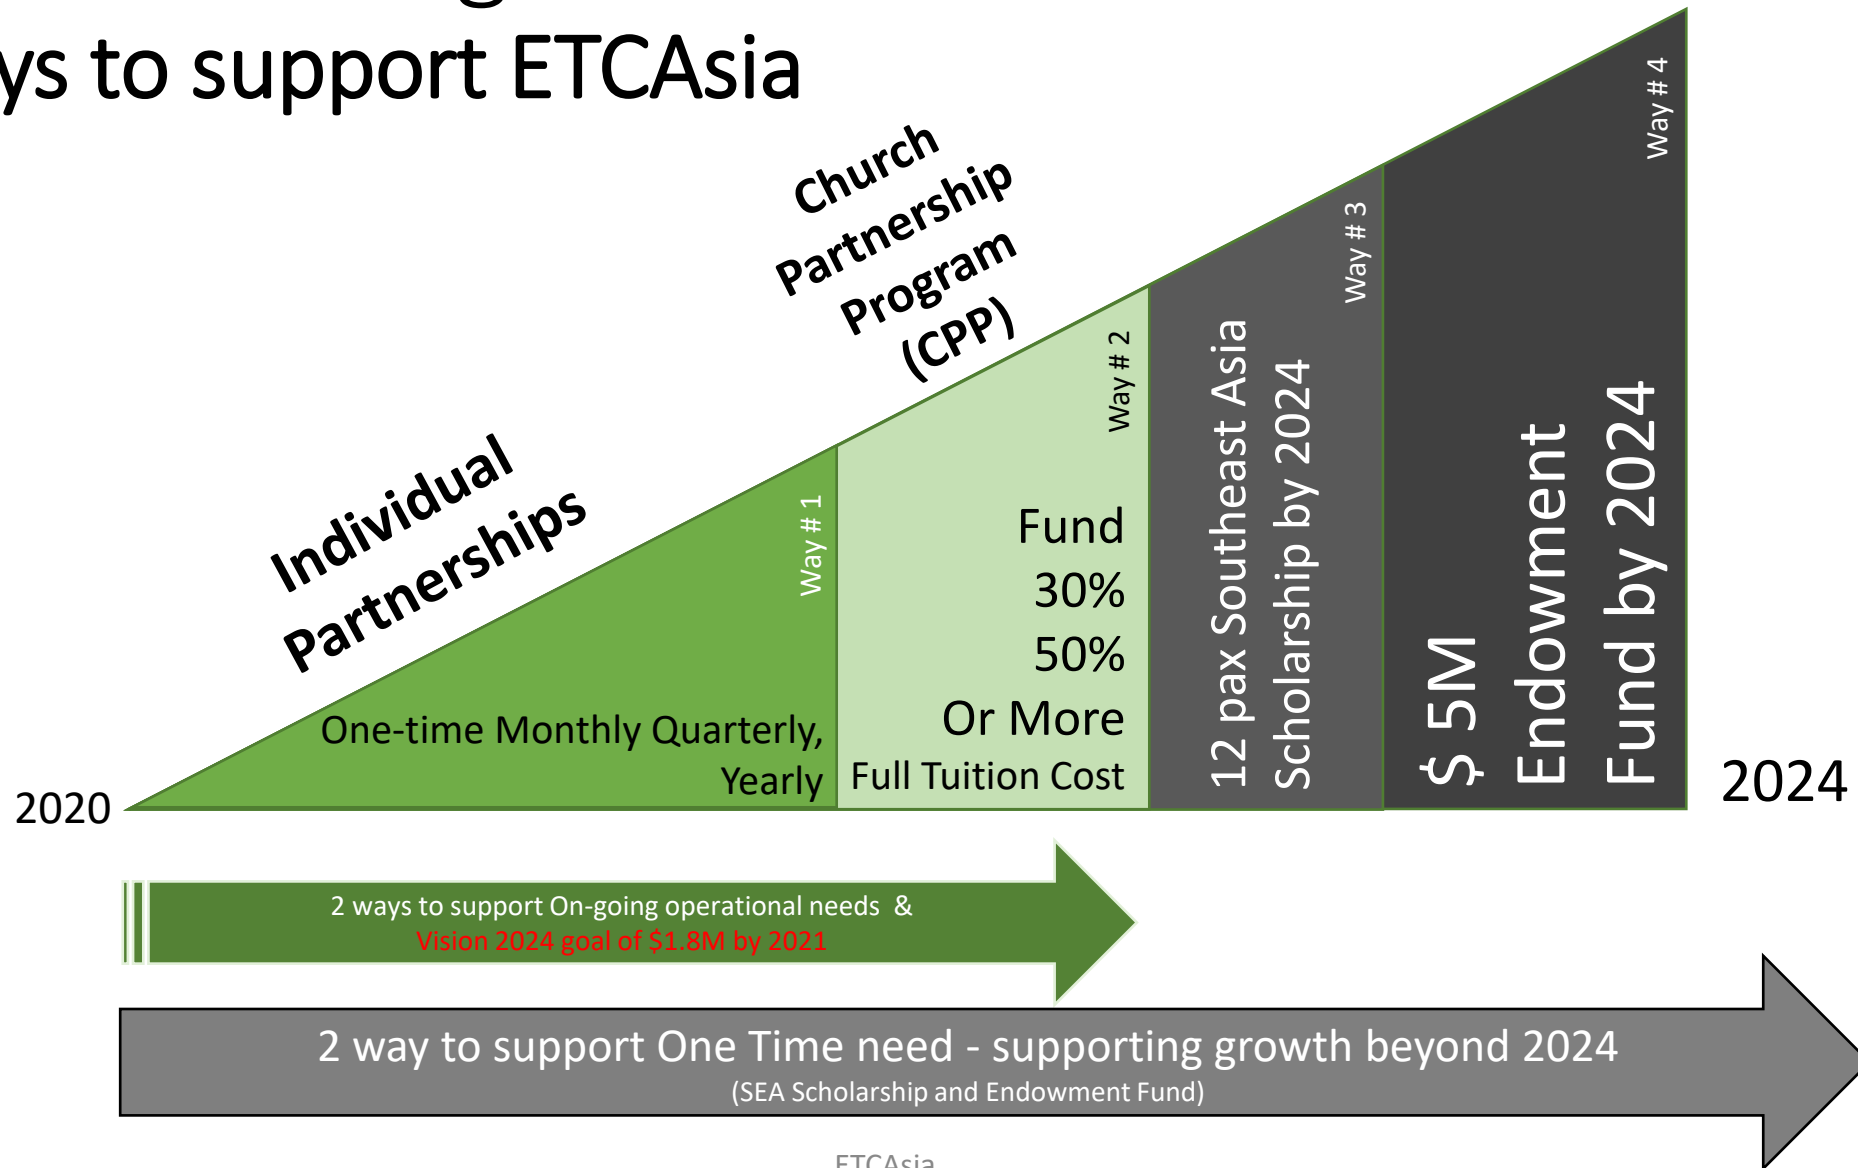 to support ETCAsia
Church
Partnership
Program
(CPP)
Individual
Partnerships
Way # 1
Way # 2
Way # 3
Way # 4
One-time Monthly Quarterly,
Yearly
Fund
30%
50%
Or More
Full Tuition Cost
12 pax Southeast Asia
Scholarship by 2024
$ 5M
Endowment
Fund by 2024
2020
2024
2 ways to support On-going operational needs &
Vision 2024 goal of $1.8M by 2021
2 way to support One Time need - supporting growth beyond 2024
(SEA Scholarship and Endowment Fund)
ETCAsia